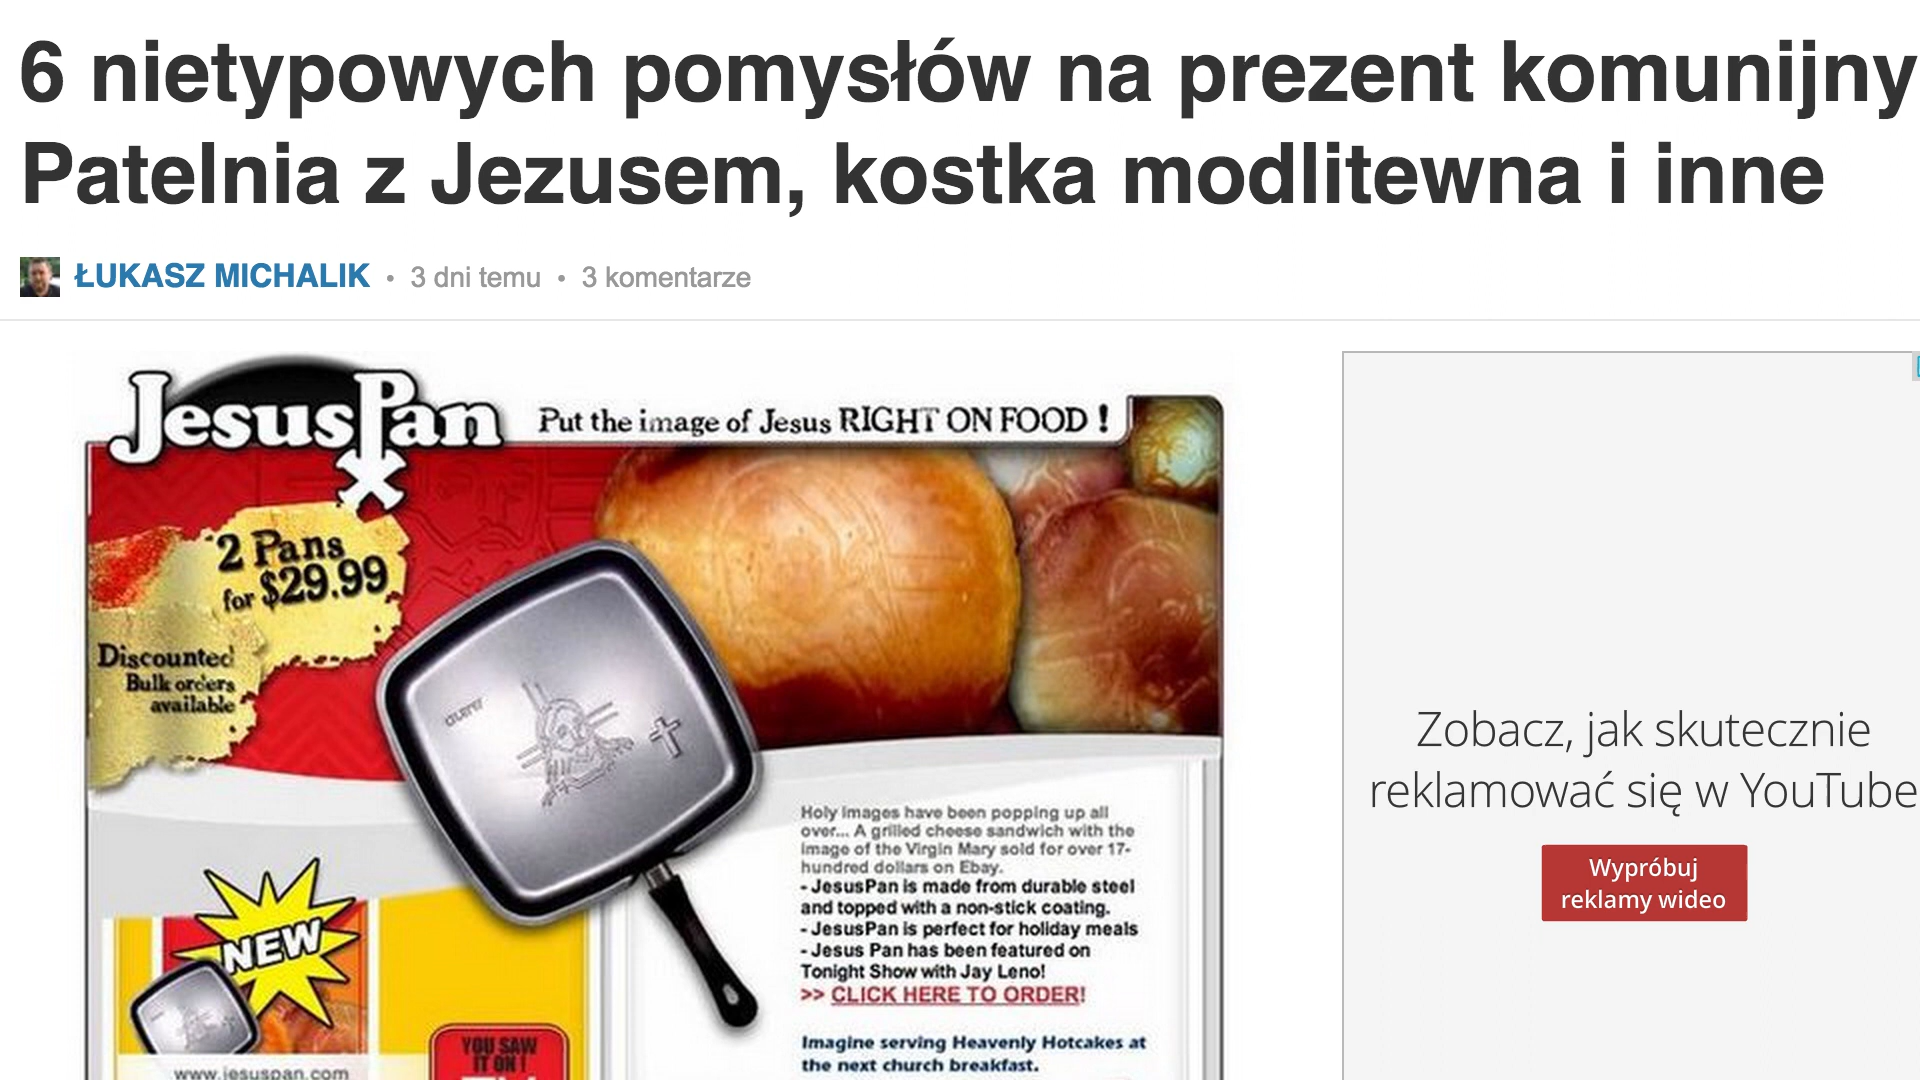 6 nietypowych pomysłów na prezent komunijny
Patelnia z Jezusem, kostka modlitewna i inne
ŁUKASZ MICHALIK • 3 dni temu • 3 komentarze
JesusPan
Put the image of Jesus RIGHT ON FOOD !
2 Pans
for $29.99
Discounted
Bulk orders
available
Holy images have been popping up all
over... A grilled cheese sandwich with the
image of the Virgin Mary sold for over 17-
hundred dollars on Ebay.
- JesusPan is made from durable steel
and topped with a non-stick coating.
- JesusPan is perfect for holiday meals
- Jesus Pan has been featured on
Tonight Show with Jay Leno!
>> CLICK HERE TO ORDER!
Imagine serving Heavenly Hotcakes at
the next church breakfast.
NEW
www.jesuspan.com
YOU SAW
IT ON !
Zobacz, jak skutecznie
reklamować się w YouTube
Wypróbuj
reklamy wideo